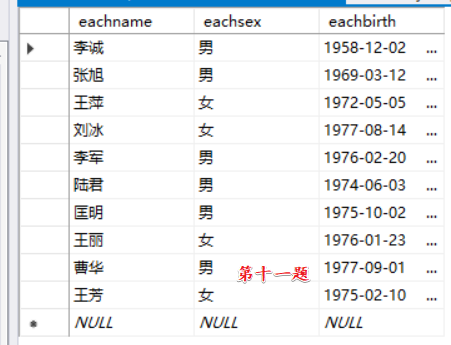 eachname eachsex eachbirth
李诚 男 1958-12-02 ...
张旭 男 1969-03-12 ...
王萍 女 1972-05-05 ...
刘冰 女 1977-08-14 ...
李军 男 1976-02-20 ...
陆君 男 1974-06-03 ...
匡明 男 1975-10-02 ...
王丽 女 1976-01-23 ...
曹华 男 第十一题 1977-09-01 ...
王芳 女 1975-02-10 ...
NULL NULL NULL